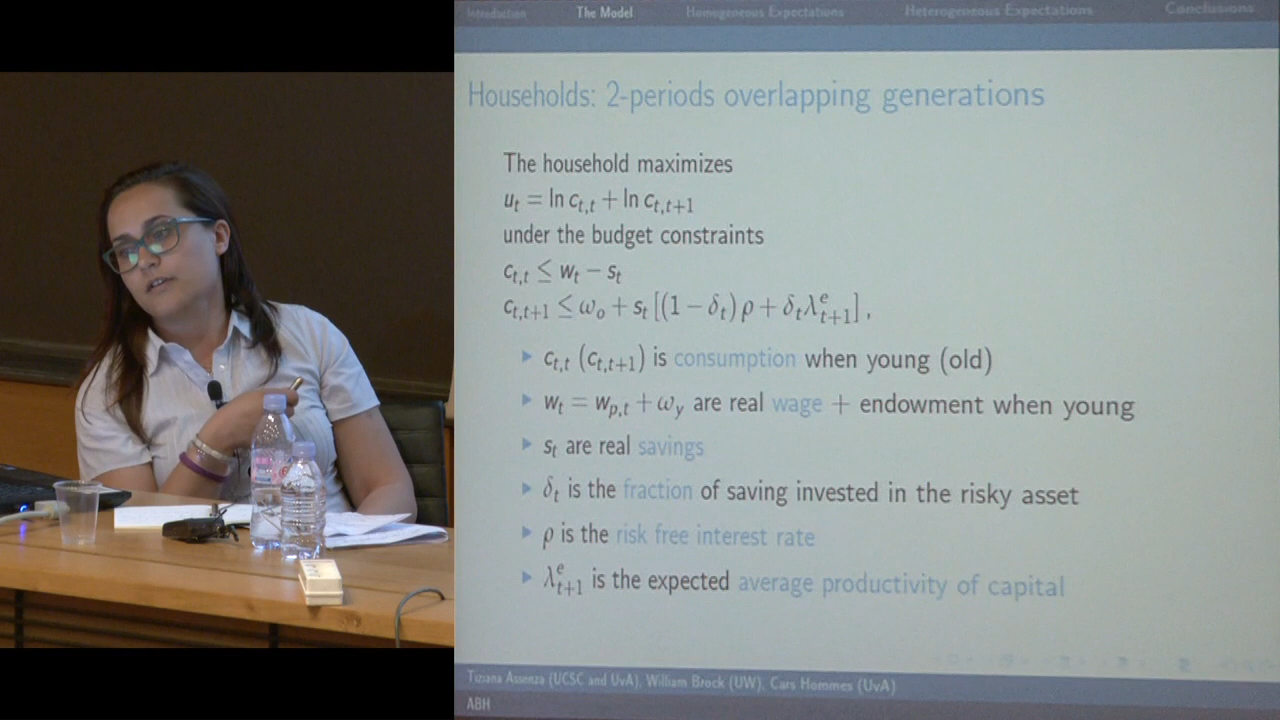 Introduction The Model Homogeneous Expectations Heterogeneous Expectations Conclusions
Households: 2-periods overlapping generations
The household maximizes
u_t = ln c_{t,t} + ln c_{t,t+1}
under the budget constraints
c_{t,t} ≤ w_t − s_t
c_{t,t+1} ≤ ω_o + s_t [(1 − δ_t) ρ + δ_t λ^e_{t+1}] ,
▶ c_{t,t} (c_{t,t+1}) is consumption when young (old)
▶ w_t = w_{p,t} + ω_y are real wage + endowment when young
▶ s_t are real savings
▶ δ_t is the fraction of saving invested in the risky asset
▶ ρ is the risk free interest rate
▶ λ^e_{t+1} is the expected average productivity of capital
Tiziana Assenza (UCSC and UvA), William Brock (UW), Cars Hommes (UvA)
ABH